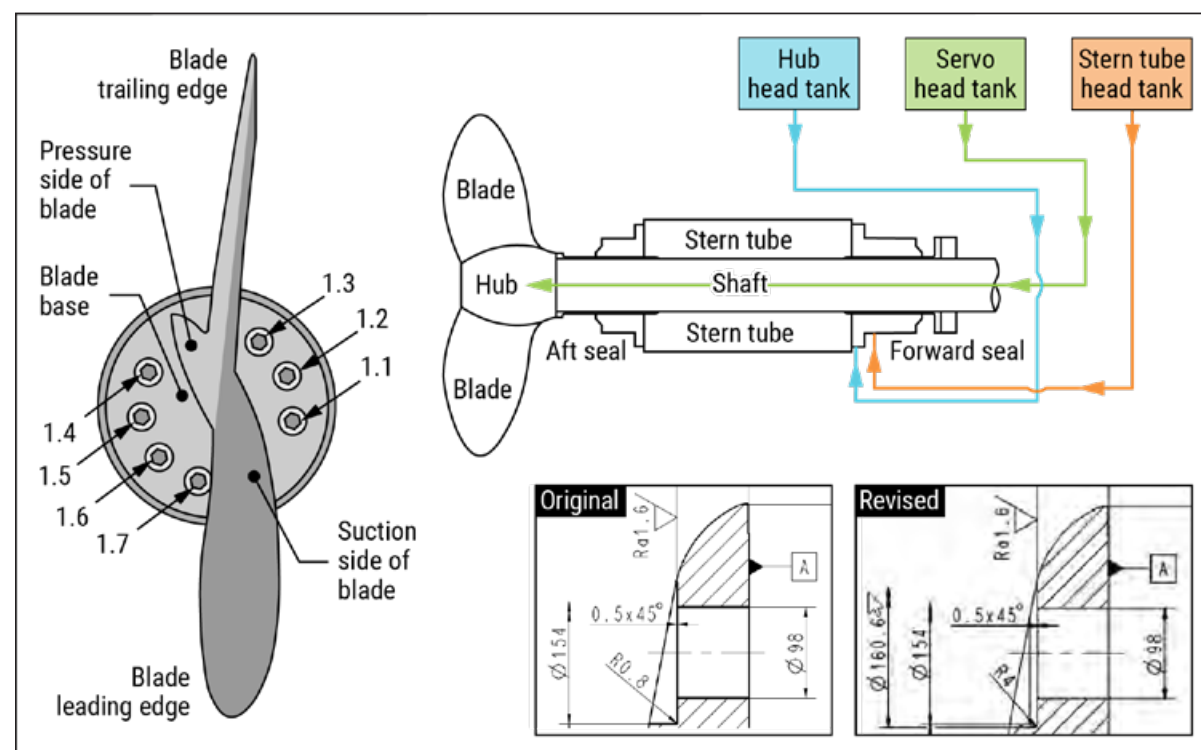 Blade
trailing edge
Pressure
side of
blade
Blade
base
1.3
1.2
1.1
1.4
1.5
1.6
1.7
Suction
side of
blade
Blade
leading edge
Hub
head tank
Servo
head tank
Stern tube
head tank
Blade
Stern tube
Hub
Shaft
Stern tube
Aft seal
Forward seal
Blade
Original
Ra1.6
A
0.5x45°
Ø154
R0.8
Ø98
Revised
Ra1.6
A
0.5x45°
Ø160.6
Ø154
R4
Ø98